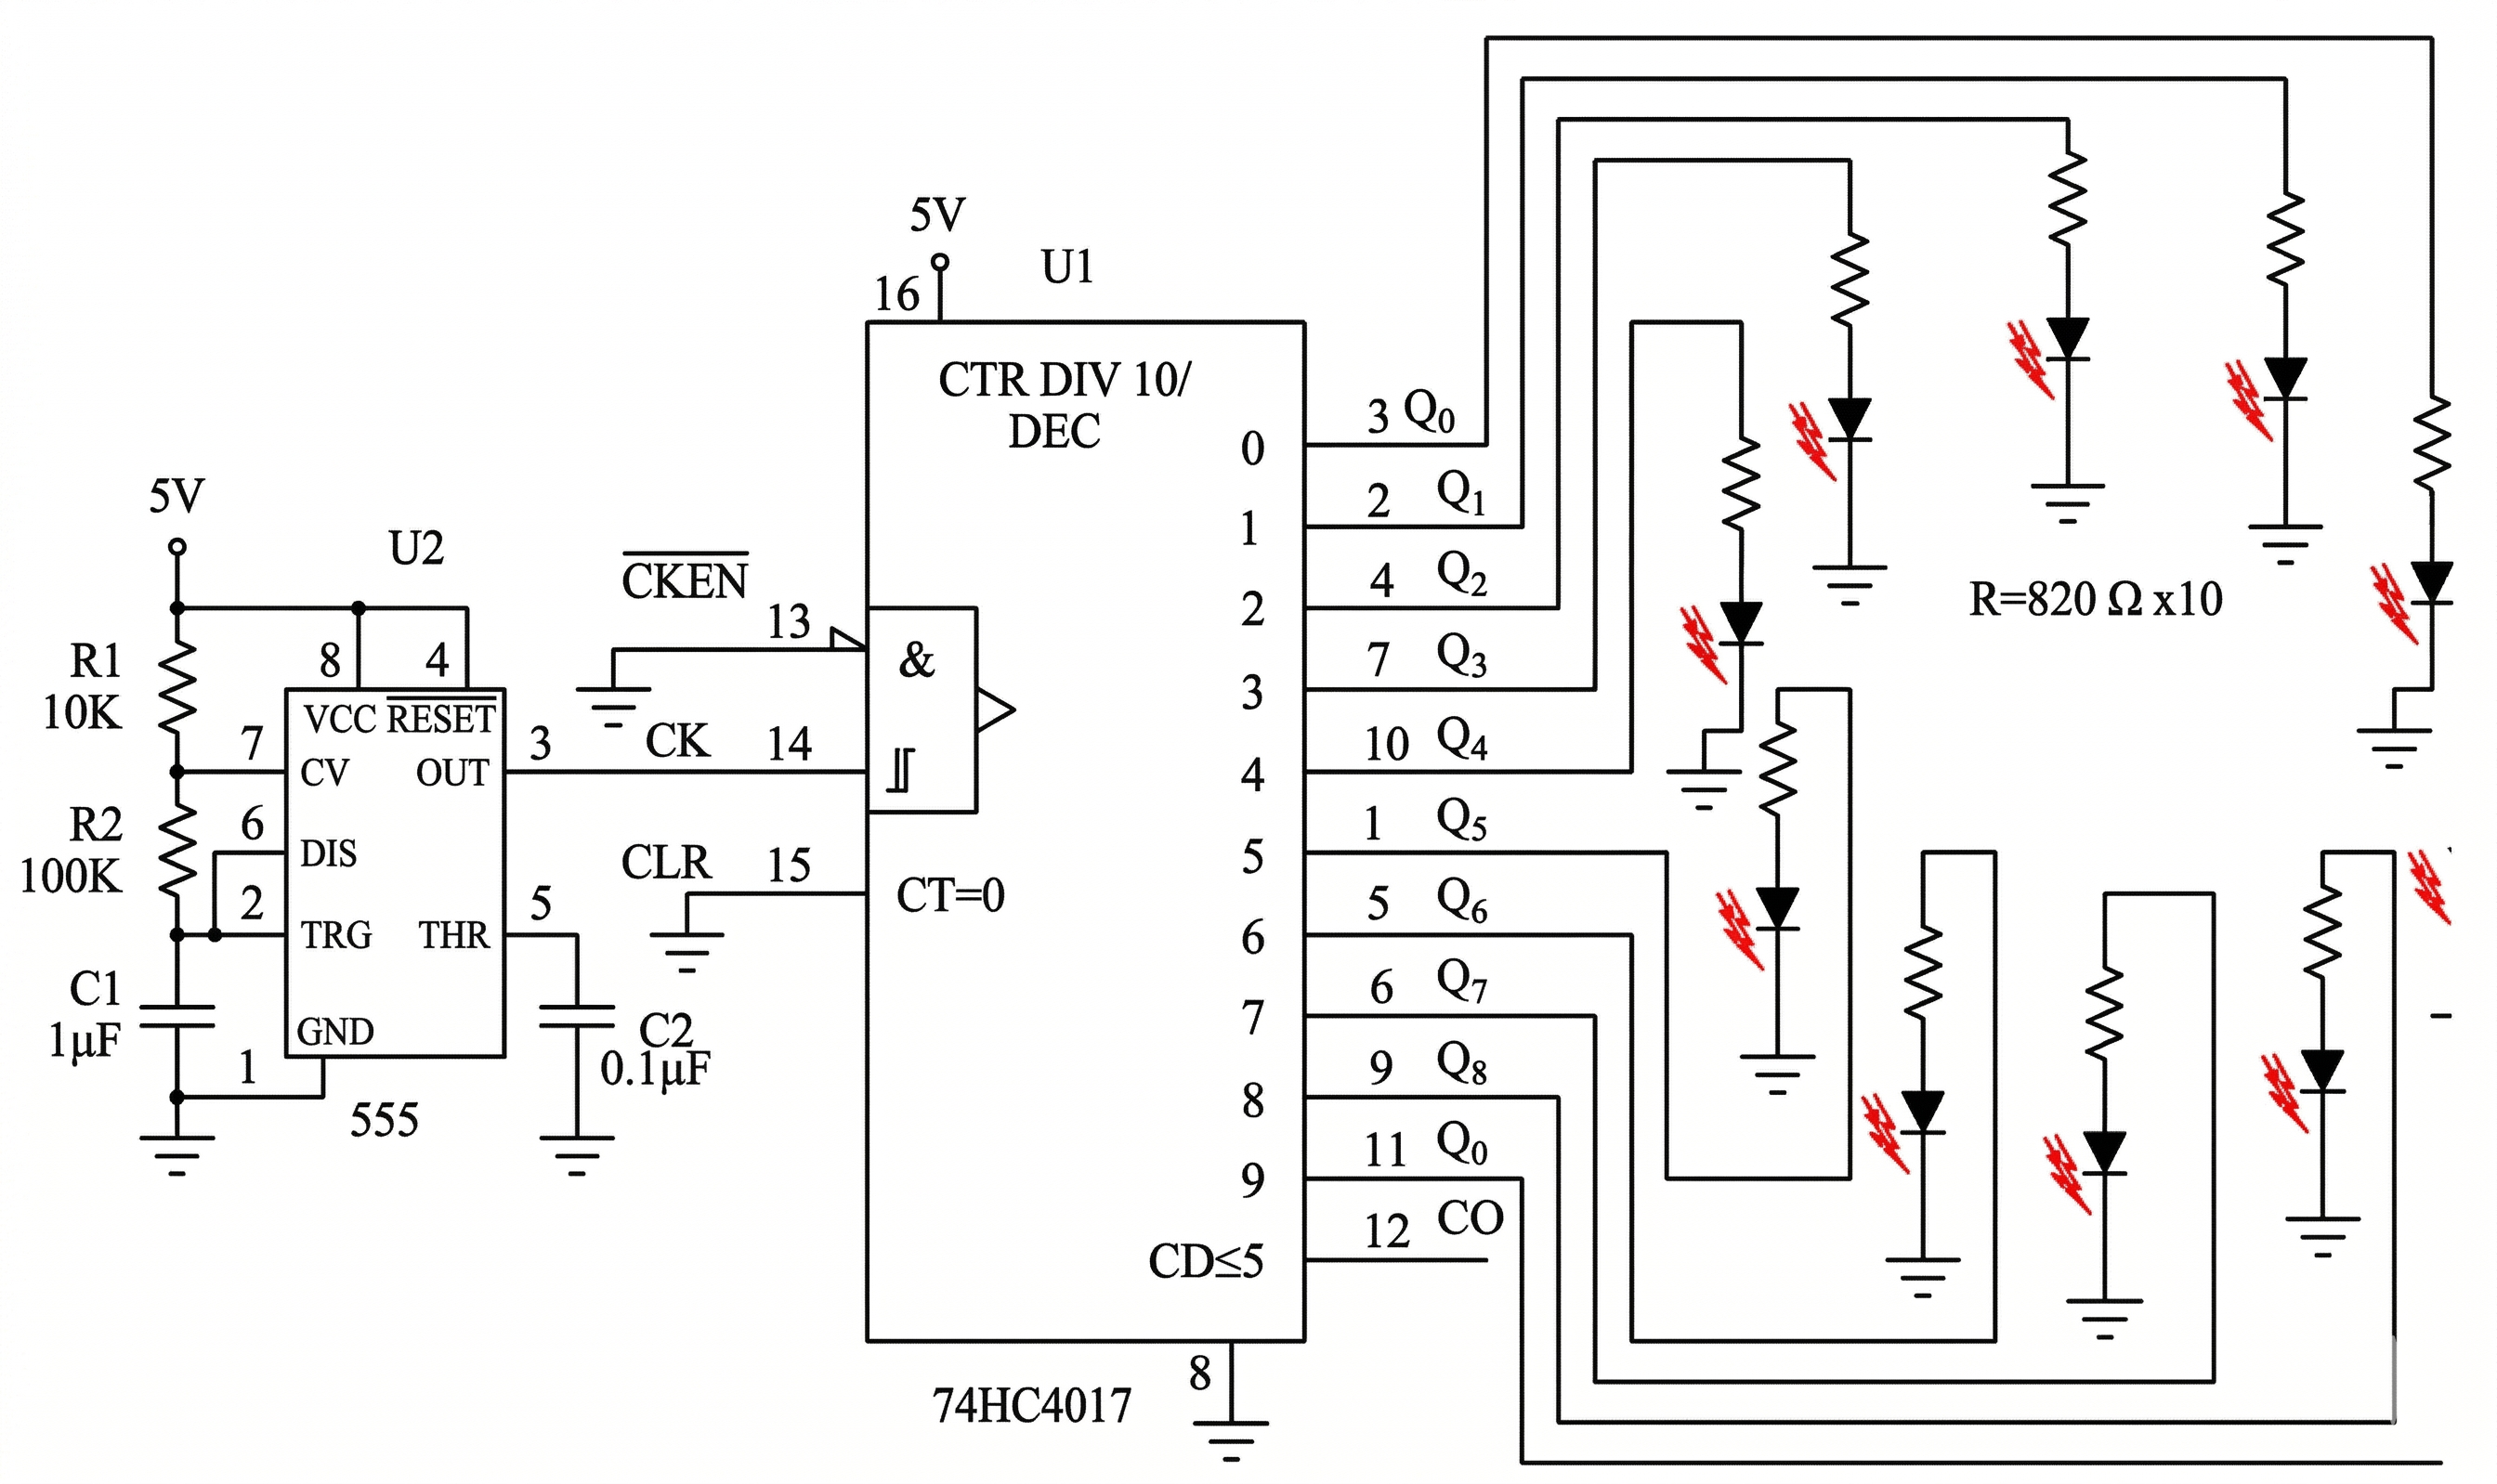 5V
16
U1
CTR DIV 10/
DEC
0
3 Q0
1
2 Q1
2
4 Q2
3
7 Q3
4
10 Q4
5
1 Q5
6
5 Q6
7
6 Q7
8
9 Q8
9
11 Q0
CD≤5
12 CO
8
74HC4017
R=820 Ω x10
CKEN
13
&
CK
14
CLR
15
CT=0
5V
U2
R1
10K
8
4
VCC
RESET
7
CV
OUT
3
R2
100K
6
DIS
2
TRG
THR
5
C1
1μF
GND
1
555
C2
0.1μF